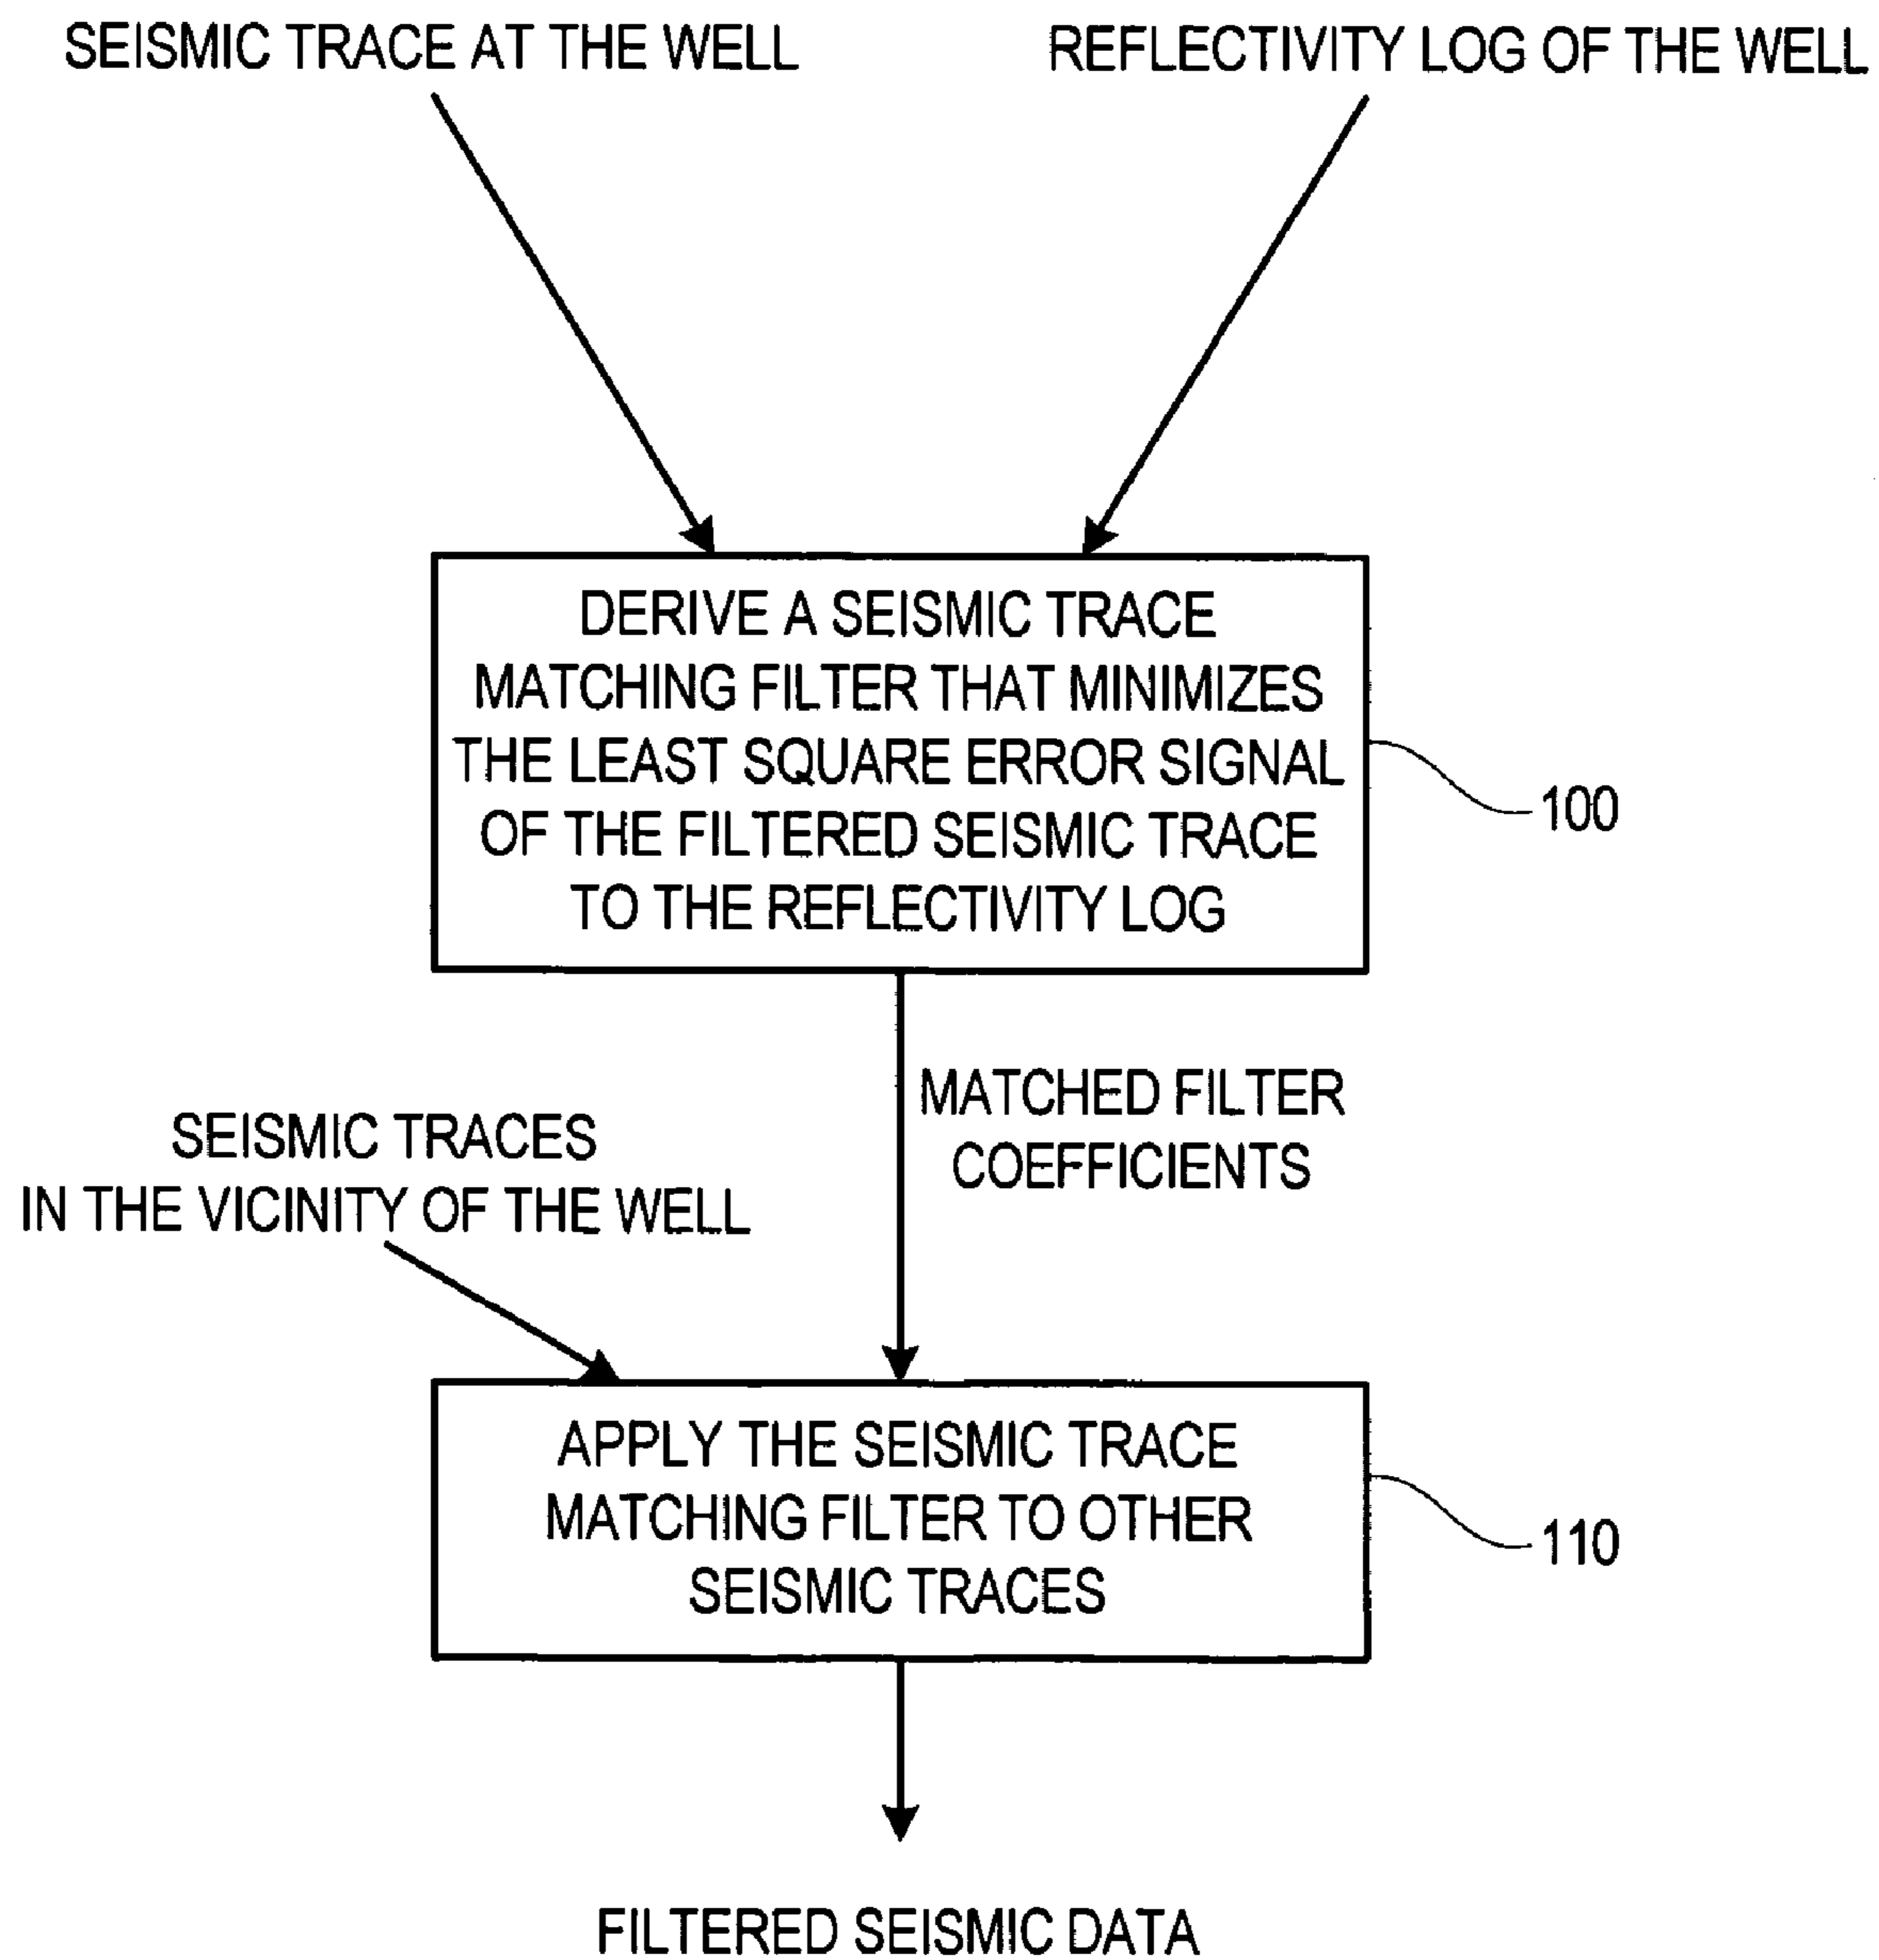 SEISMIC TRACE AT THE WELL
REFLECTIVITY LOG OF THE WELL
DERIVE A SEISMIC TRACE
MATCHING FILTER THAT MINIMIZES
THE LEAST SQUARE ERROR SIGNAL
OF THE FILTERED SEISMIC TRACE
TO THE REFLECTIVITY LOG
100
MATCHED FILTER
COEFFICIENTS
SEISMIC TRACES
IN THE VICINITY OF THE WELL
APPLY THE SEISMIC TRACE
MATCHING FILTER TO OTHER
SEISMIC TRACES
110
FILTERED SEISMIC DATA